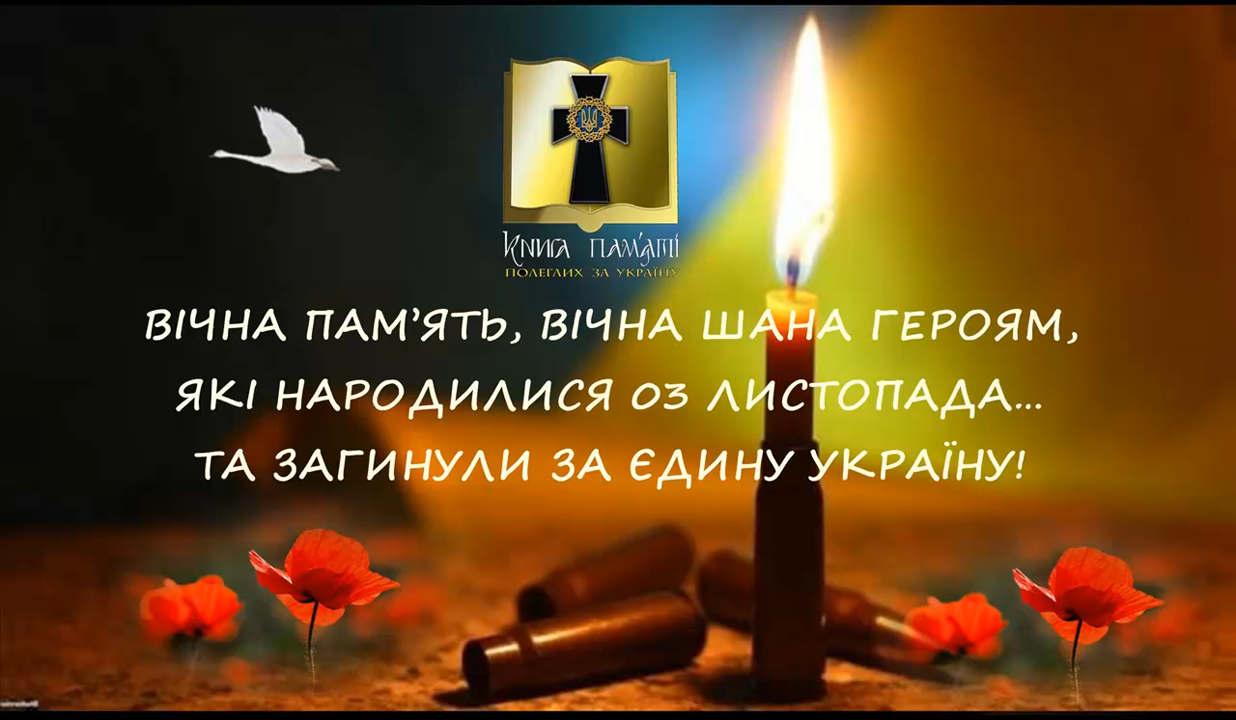 Книга пам'яті
ПОЛЕГЛИХ ЗА УКРАЇНУ
ВІЧНА ПАМ'ЯТЬ, ВІЧНА ШАНА ГЕРОЯМ,
ЯКІ НАРОДИЛИСЯ 03 ЛИСТОПАДА...
ТА ЗАГИНУЛИ ЗА ЄДИНУ УКРАЇНУ!